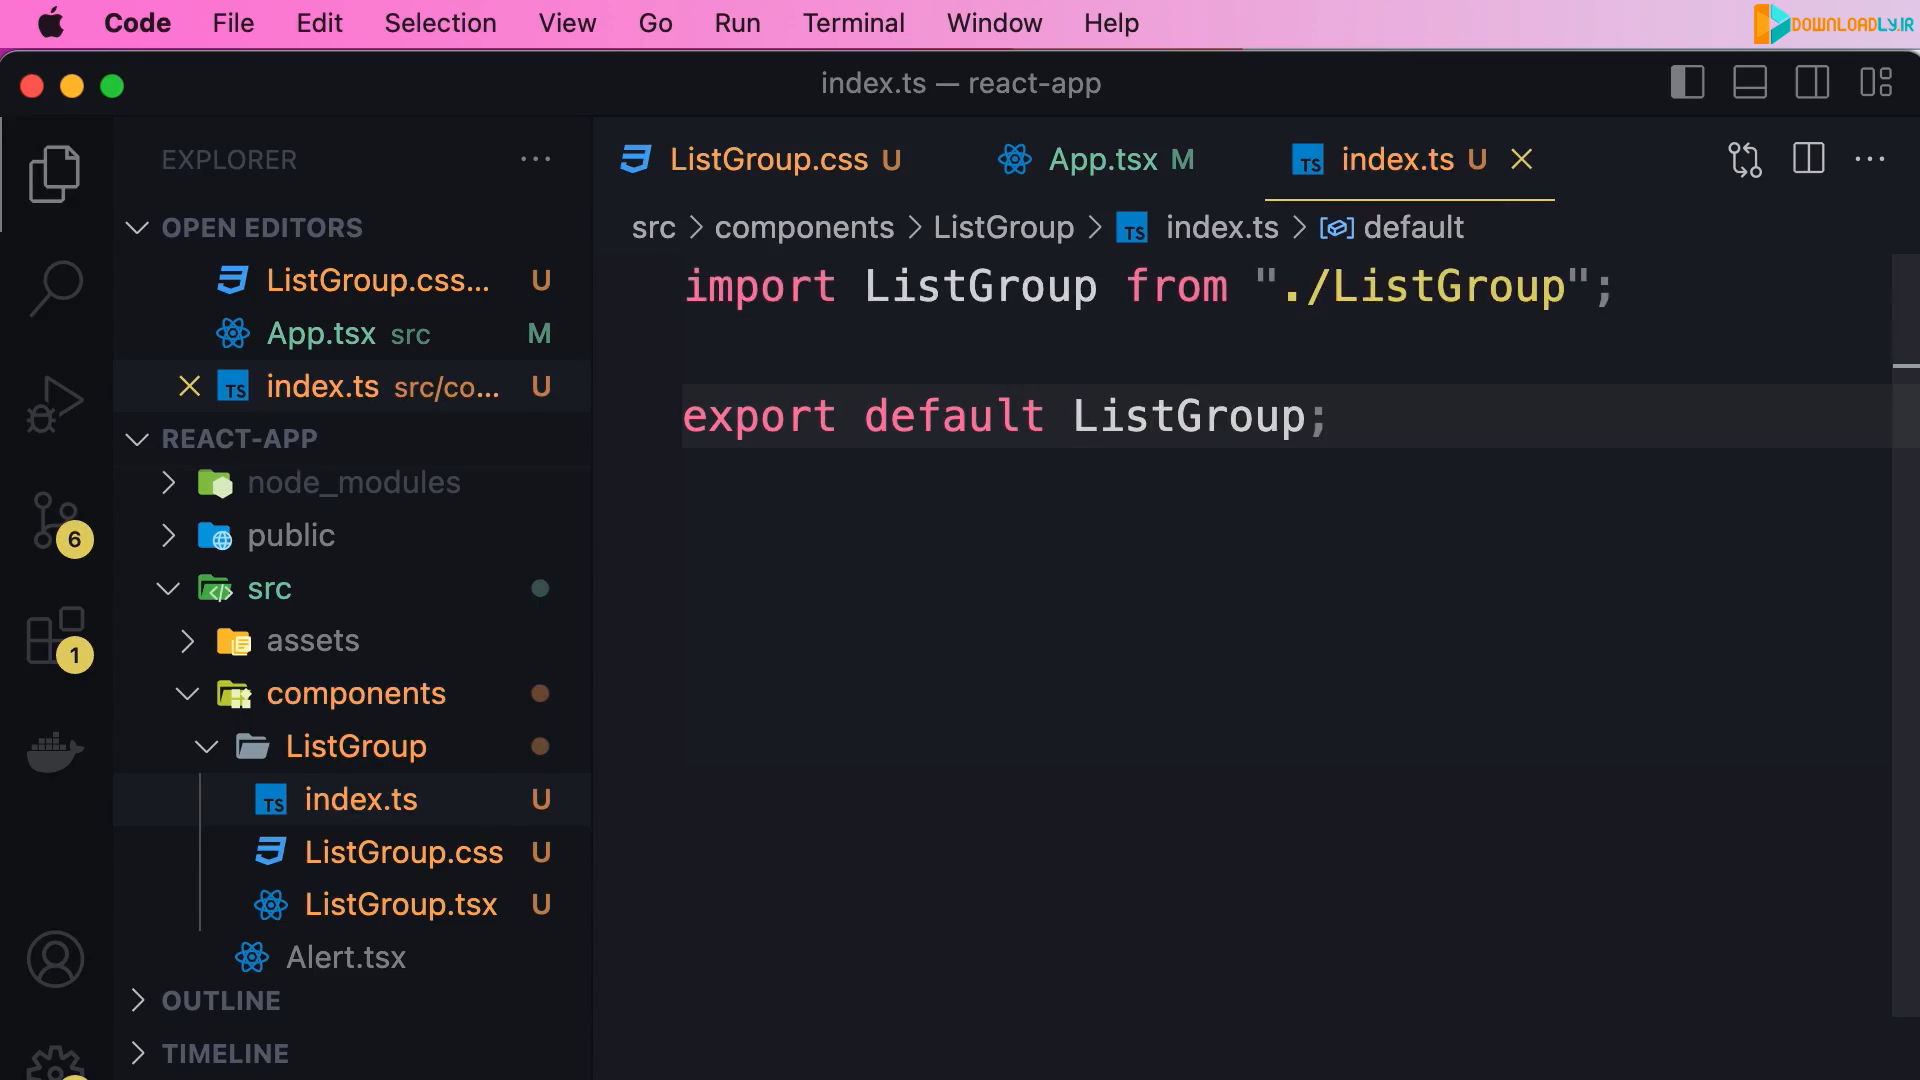 Code File Edit Selection View Go Run Terminal Window Help
DOWNLOADLY.IR
index.ts — react-app
EXPLORER
OPEN EDITORS
ListGroup.css... U
App.tsx src M
index.ts src/co... U
REACT-APP
node_modules
public
src
assets
components
ListGroup
index.ts U
ListGroup.css U
ListGroup.tsx U
Alert.tsx
OUTLINE
TIMELINE
6
1
ListGroup.css U App.tsx M index.ts U
src > components > ListGroup > index.ts > default
import ListGroup from "./ListGroup";
export default ListGroup;